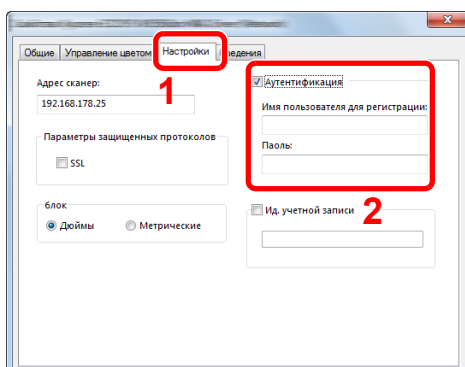 Общие Управление цветом Настройки ведения
1
Адрес сканер:
192.168.178.25
Параметры защищенных протоколов
SSL
блок
Дюймы Метрические
Аутентификация
Имя пользователя для регистрации:
Паоль:
Ид. учетной записи
2